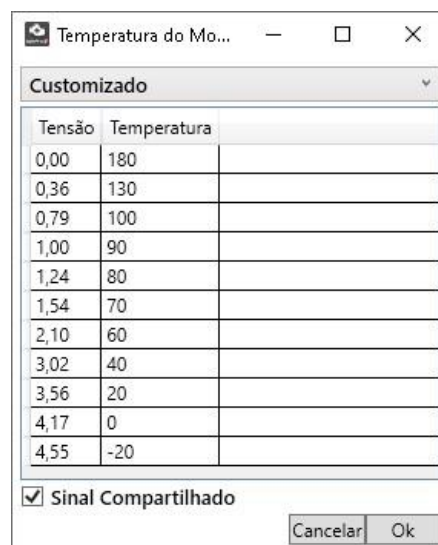 Temperatura do Mo...
Customizado
Tensão Temperatura
0,00 180
0,36 130
0,79 100
1,00 90
1,24 80
1,54 70
2,10 60
3,02 40
3,56 20
4,17 0
4,55 -20
Sinal Compartilhado
Cancelar Ok